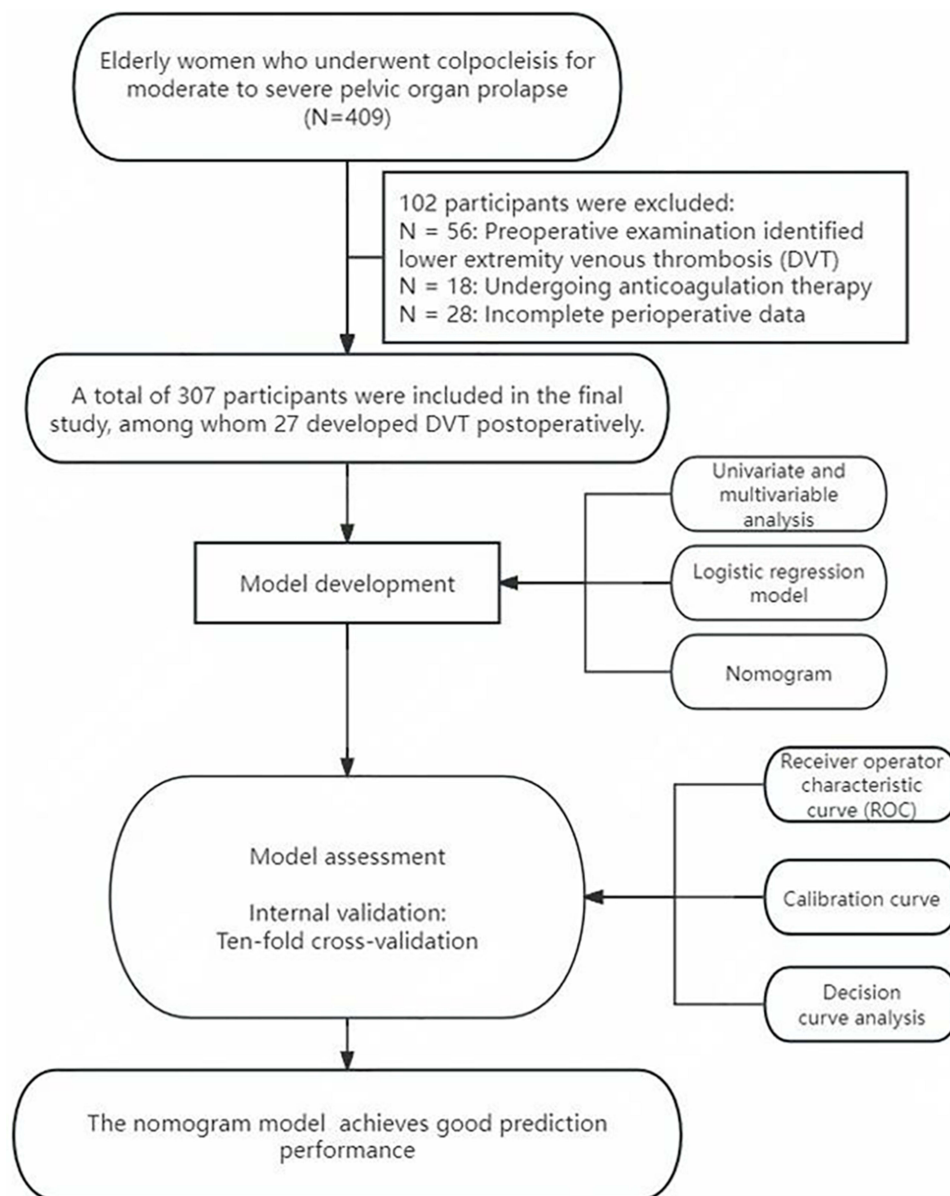 Elderly women who underwent colpocleisis for
moderate to severe pelvic organ prolapse
(N=409)
102 participants were excluded:
N = 56: Preoperative examination identified
lower extremity venous thrombosis (DVT)
N = 18: Undergoing anticoagulation therapy
N = 28: Incomplete perioperative data
A total of 307 participants were included in the final
study, among whom 27 developed DVT postoperatively.
Univariate and
multivariable
analysis
Model development
Logistic regression
model
Nomogram
Receiver operator
characteristic
curve (ROC)
Model assessment
Internal validation:
Ten-fold cross-validation
Calibration curve
Decision
curve analysis
The nomogram model achieves good prediction
performance